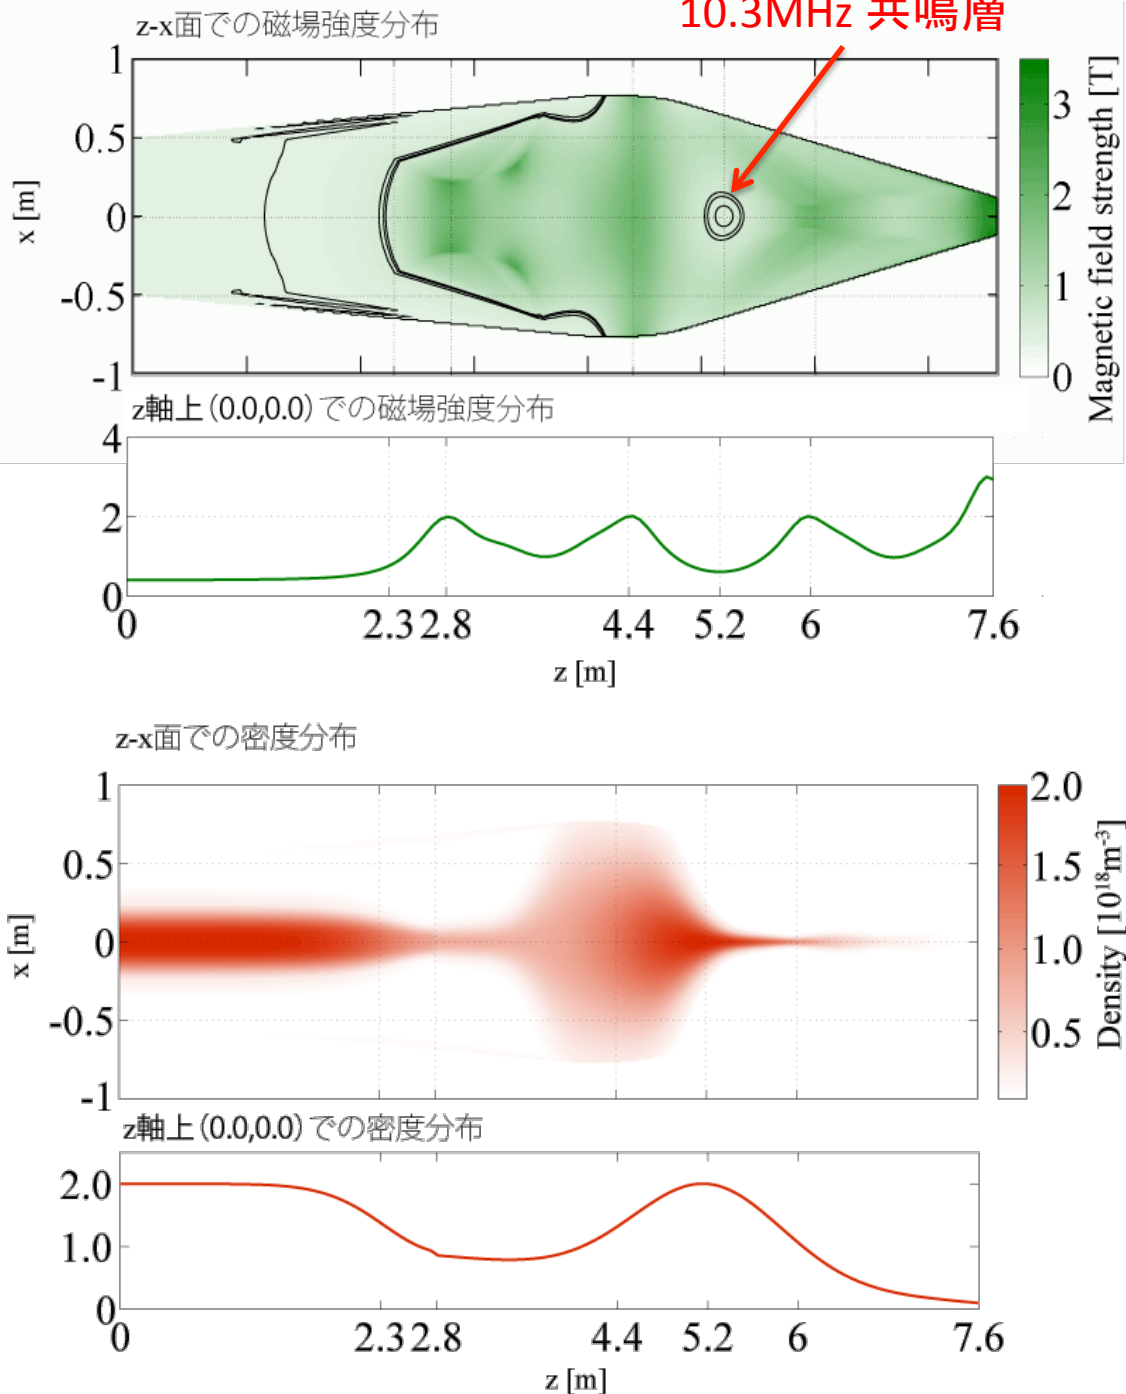 z-x面での磁場強度分布
10.3MHz 共鳴層
1
0.5
0
-0.5
-1
x [m]
3
2
1
0
Magnetic field strength [T]
z軸上(0.0,0.0)での磁場強度分布
4
2
0
0 2.3 2.8 4.4 5.2 6 7.6
z [m]
z-x面での密度分布
1
0.5
0
-0.5
-1
x [m]
2.0
1.5
1.0
0.5
Density [10¹⁸m⁻³]
z軸上(0.0,0.0)での密度分布
2.0
1.0
0
0 2.3 2.8 4.4 5.2 6 7.6
z [m]